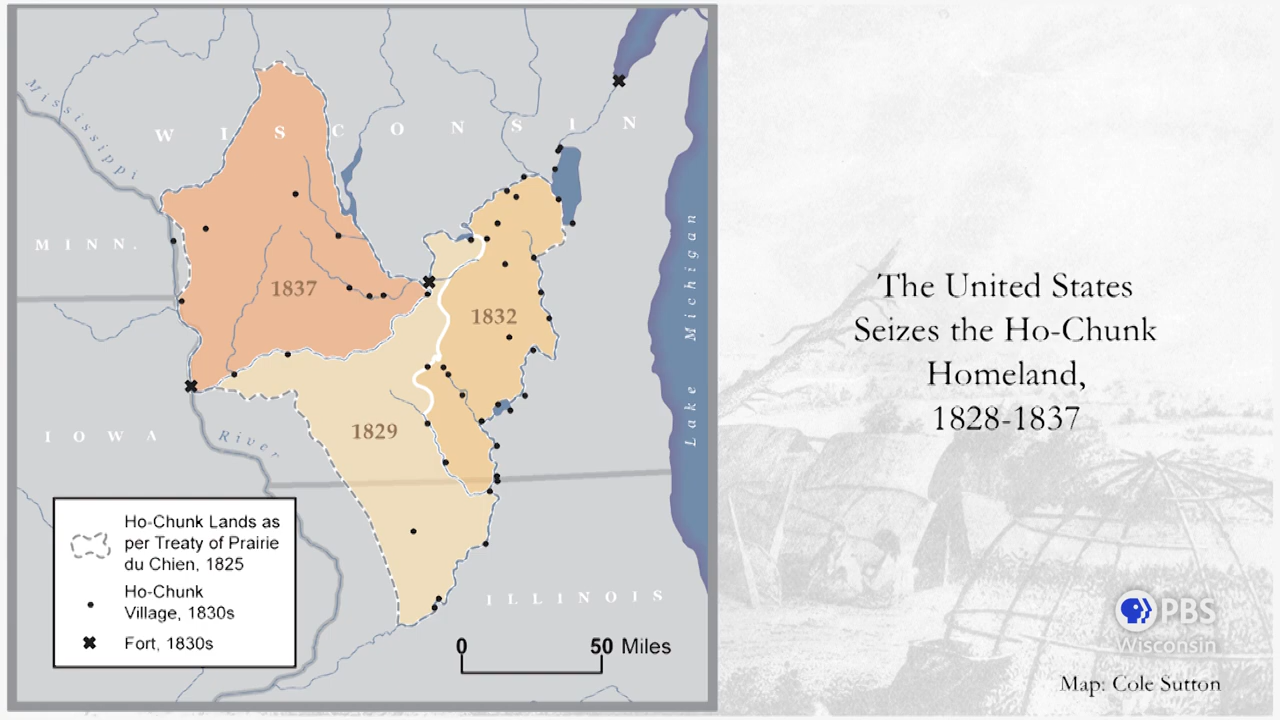 Mississippi
W I S C O N S I N
M I N N.
1837
1832
Lake Michigan
1829
I O W A
River
I L L I N O I S
Ho-Chunk Lands as
per Treaty of Prairie
du Chien, 1825
Ho-Chunk
Village, 1830s
Fort, 1830s
0 50 Miles
The United States
Seizes the Ho-Chunk
Homeland,
1828-1837
PBS
Wisconsin
Map: Cole Sutton